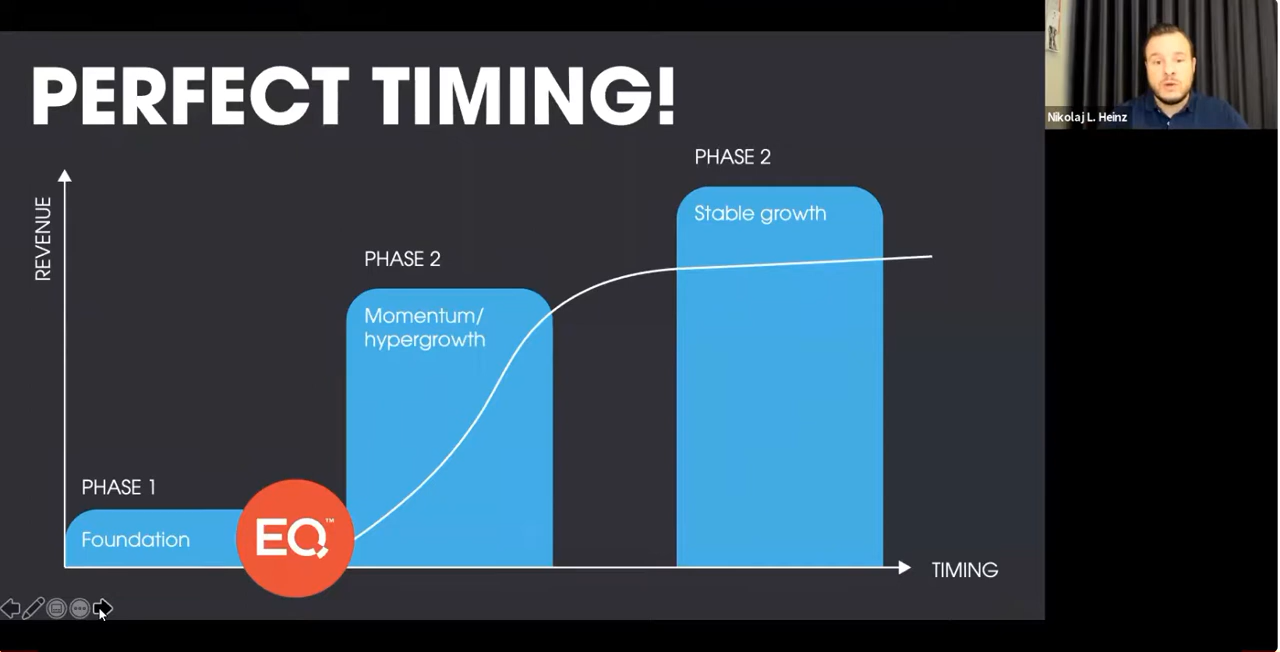 PERFECT TIMING!
Nikolaj L. Heinz
PHASE 2
Stable growth
REVENUE
PHASE 2
Momentum/
hypergrowth
PHASE 1
Foundation
EQ™
TIMING